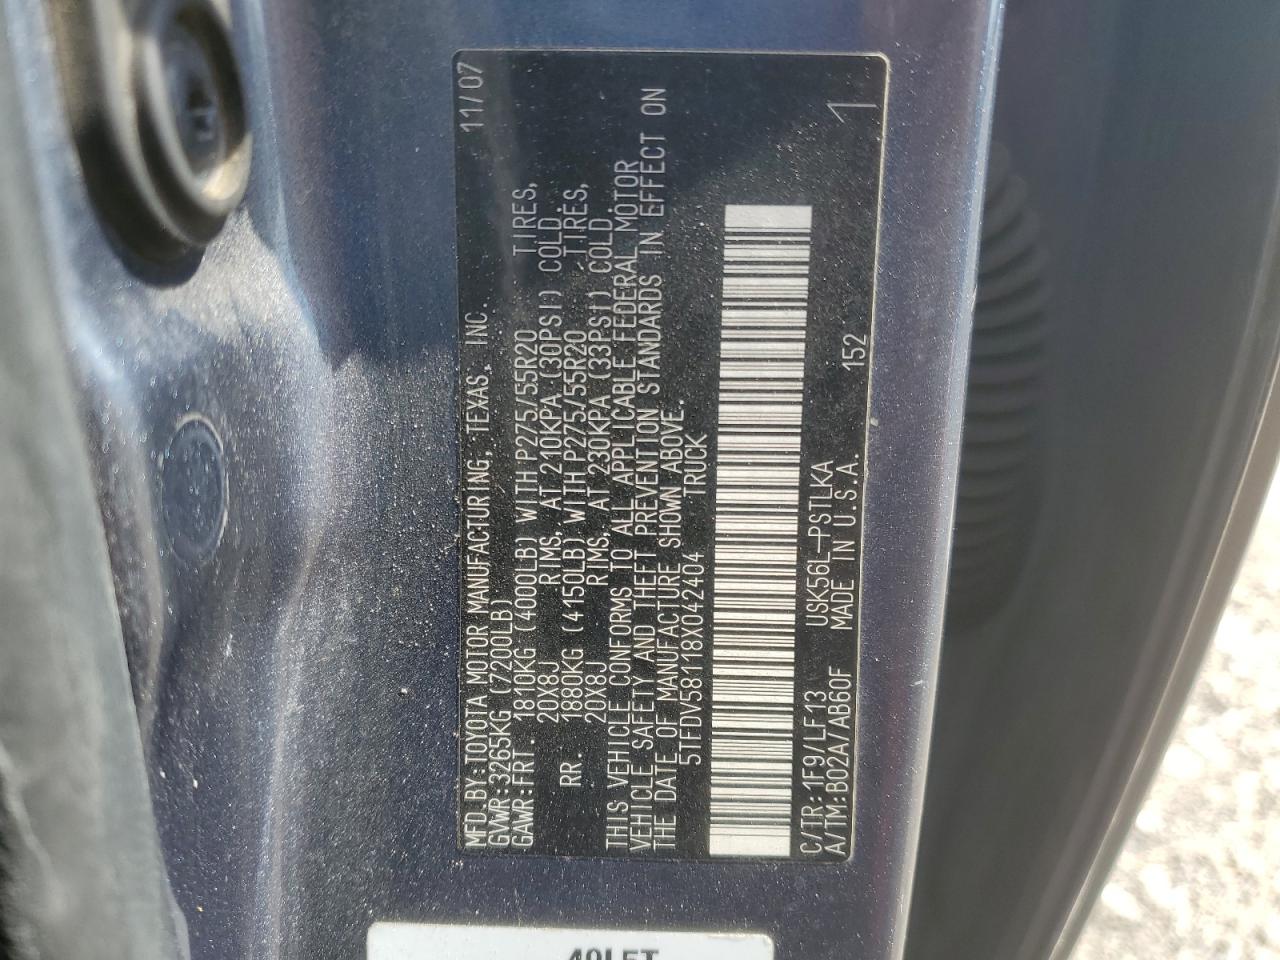 MFD.BY:TOYOTA MOTOR MANUFACTURING, TEXAS, INC. 11/07
GVWR:3265KG (7200LB)
GAWR:FRT. 1810KG (4000LB) WITH P275/55R20 TIRES,
20X8J RIMS, AT 210KPA (30PSI) COLD
RR. 1880KG (4150LB) WITH P275/55R20 TIRES,
20X8J RIMS, AT 230KPA (33PSI) COLD
THIS VEHICLE CONFORMS TO ALL APPLICABLE FEDERAL MOTOR
VEHICLE SAFETY AND THEFT PREVENTION STANDARDS IN EFFECT ON
THE DATE OF MANUFACTURE SHOWN ABOVE.
5TFDV58118X042404 TRUCK
C/TR:1F9/LF13 USK56L-PSTLKA
A/TM:B02A/AB60F MADE IN U.S.A. 152 1